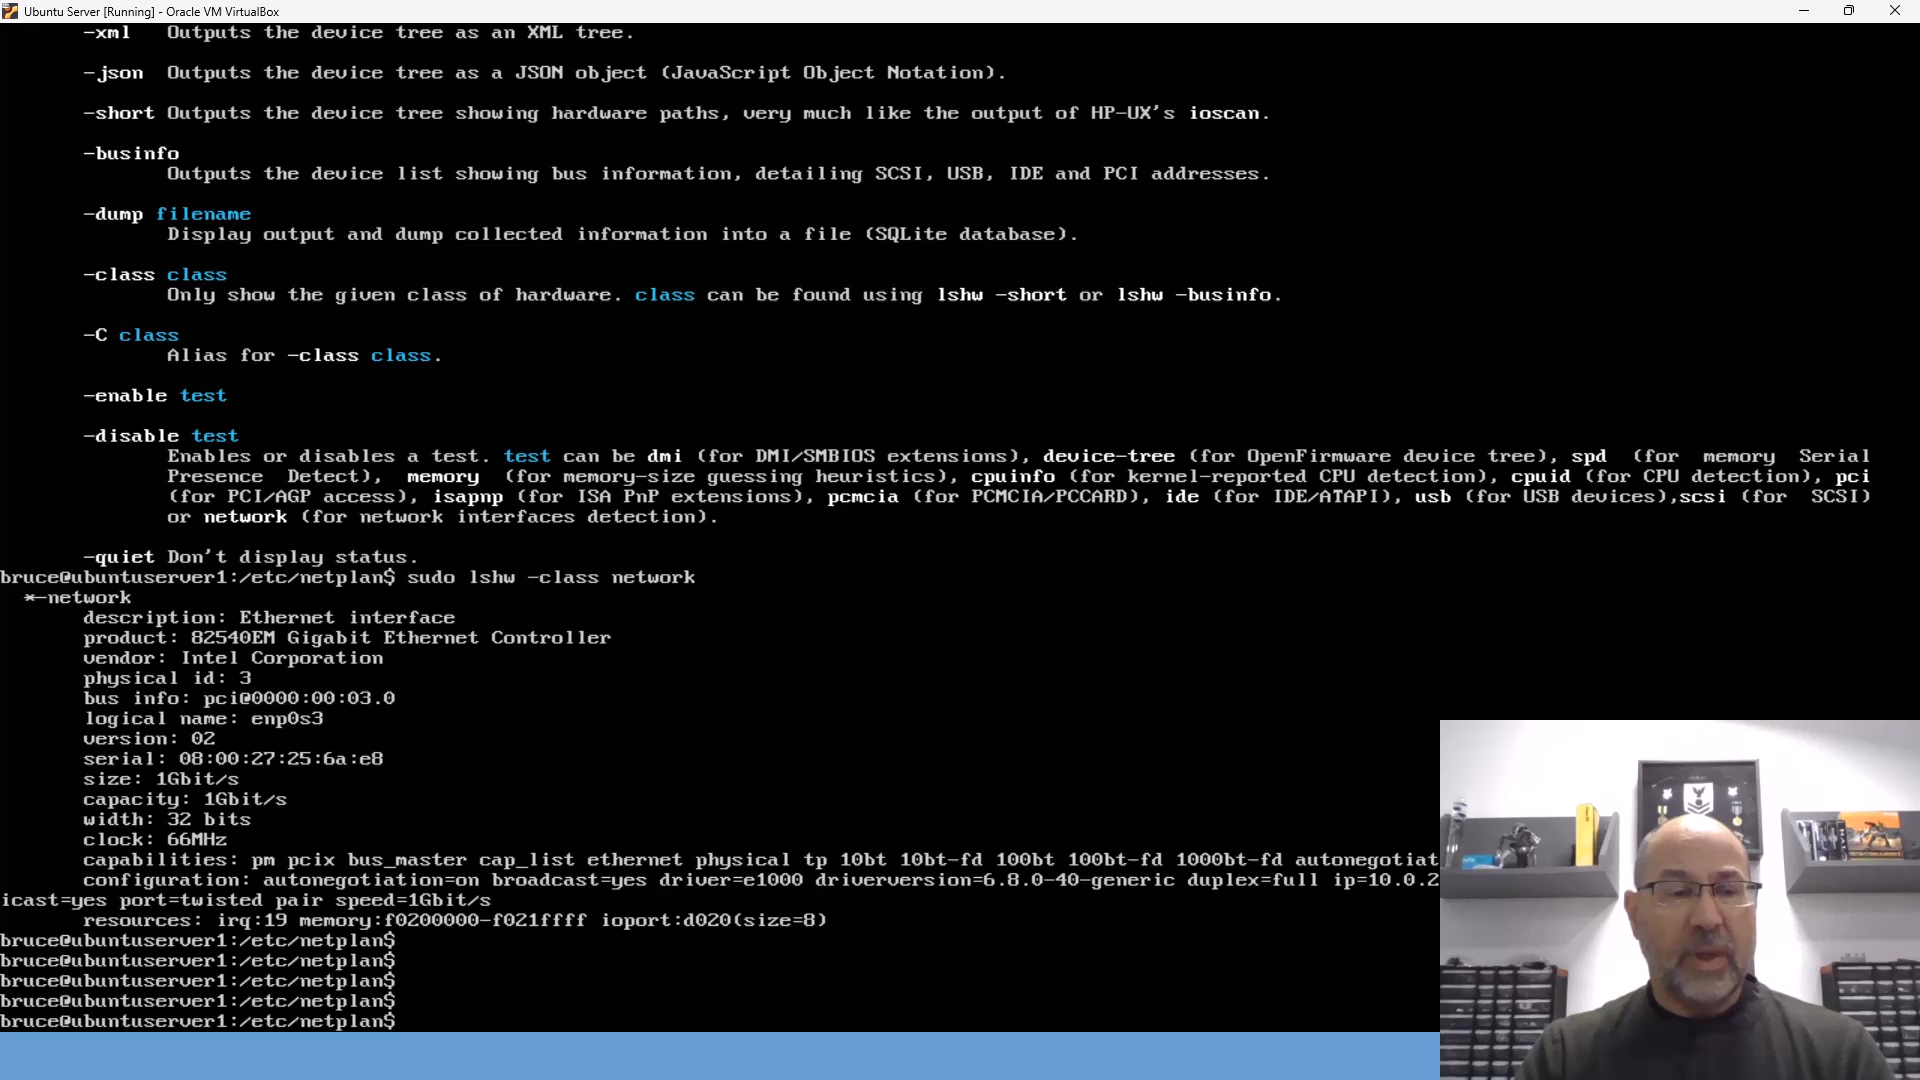 Ubuntu Server [Running] - Oracle VM VirtualBox
-xml   Outputs the device tree as an XML tree.
-json  Outputs the device tree as a JSON object (JavaScript Object Notation).
-short Outputs the device tree showing hardware paths, very much like the output of HP-UX's ioscan.
-businfo
Outputs the device list showing bus information, detailing SCSI, USB, IDE and PCI addresses.
-dump filename
Display output and dump collected information into a file (SQLite database).
-class class
Only show the given class of hardware. class can be found using lshw -short or lshw -businfo.
-C class
Alias for -class class.
-enable test
-disable test
Enables or disables a test. test can be dmi (for DMI/SMBIOS extensions), device-tree (for OpenFirmware device tree), spd  (for  memory  Serial
Presence  Detect),  memory  (for memory-size guessing heuristics), cpuinfo (for kernel-reported CPU detection), cpuid (for CPU detection), pci
(for PCI/AGP access), isapnp (for ISA PnP extensions), pcmcia (for PCMCIA/PCCARD), ide (for IDE/ATAPI), usb (for USB devices),scsi (for  SCSI)
or network (for network interfaces detection).
-quiet Don't display status.
bruce@ubuntuserver1:/etc/netplan$ sudo lshw -class network
*-network
description: Ethernet interface
product: 82540EM Gigabit Ethernet Controller
vendor: Intel Corporation
physical id: 3
bus info: pci@0000:00:03.0
logical name: enp0s3
version: 02
serial: 08:00:27:25:6a:e8
size: 1Gbit/s
capacity: 1Gbit/s
width: 32 bits
clock: 66MHz
capabilities: pm pcix bus_master cap_list ethernet physical tp 10bt 10bt-fd 100bt 100bt-fd 1000bt-fd autonegotiat
configuration: autonegotiation=on broadcast=yes driver=e1000 driverversion=6.8.0-40-generic duplex=full ip=10.0.2
icast=yes port=twisted pair speed=1Gbit/s
resources: irq:19 memory:f0200000-f021ffff ioport:d020(size=8)
bruce@ubuntuserver1:/etc/netplan$
bruce@ubuntuserver1:/etc/netplan$
bruce@ubuntuserver1:/etc/netplan$
bruce@ubuntuserver1:/etc/netplan$
bruce@ubuntuserver1:/etc/netplan$